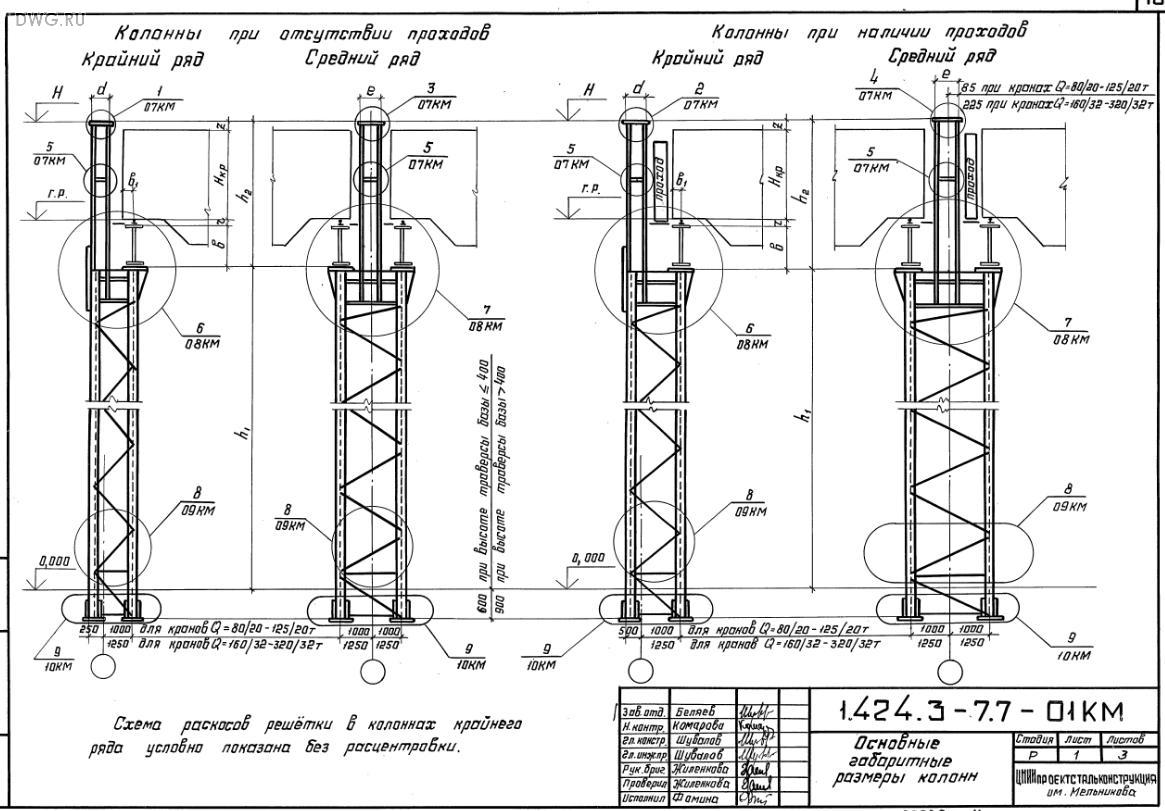 DWG.RU
Колонны при отсутствии проходов
Крайний ряд
Средний ряд
Колонны при наличии проходов
Крайний ряд
Средний ряд
H
d
1
07КМ
e
3
07КМ
H
d
2
07КМ
4
07КМ
e
85 при кранах Q=80/20-125/20т
225 при кранах Q=160/32-320/32т
5
07КМ
5
07КМ
5
07КМ
5
07КМ
г.р.
в1
Hкр
h2
z
z
в
г.р.
проход
в1
Hкр
h2
z
z
в
проход
6
08КМ
7
08КМ
6
08КМ
7
08КМ
h1
h1
600 при высоте траверсы базы ≤ 400
900 при высоте траверсы базы > 400
8
09КМ
8
09КМ
8
09КМ
8
09КМ
0,000
0,000
250 1000 для кранов Q=80/20-125/20т 1000 1000
1250 для кранов Q=160/32-320/32т 1250 1250
500 1000 для кранов Q=80/20-125/20т 1000 1000
1250 для кранов Q=160/32-320/32т 1250 1250
9
10КМ
9
10КМ
9
10КМ
9
10КМ
Схема раскосов решётки в колоннах крайнего
ряда условно показана без расцентровки.
Зав.отд. Беляев
Н.контр. Комарова
Гл.констр. Шувалов
Гл.инж.пр. Шувалов
Рук.бриг. Жиленкова
Проверил Жиленкова
Исполнил Фомина
1.424.3-7.7-01КМ
Основные
габаритные
размеры колонн
Стадия Лист Листов
Р 1 3
ЦНИИпроектстальконструкция
им. Мельникова